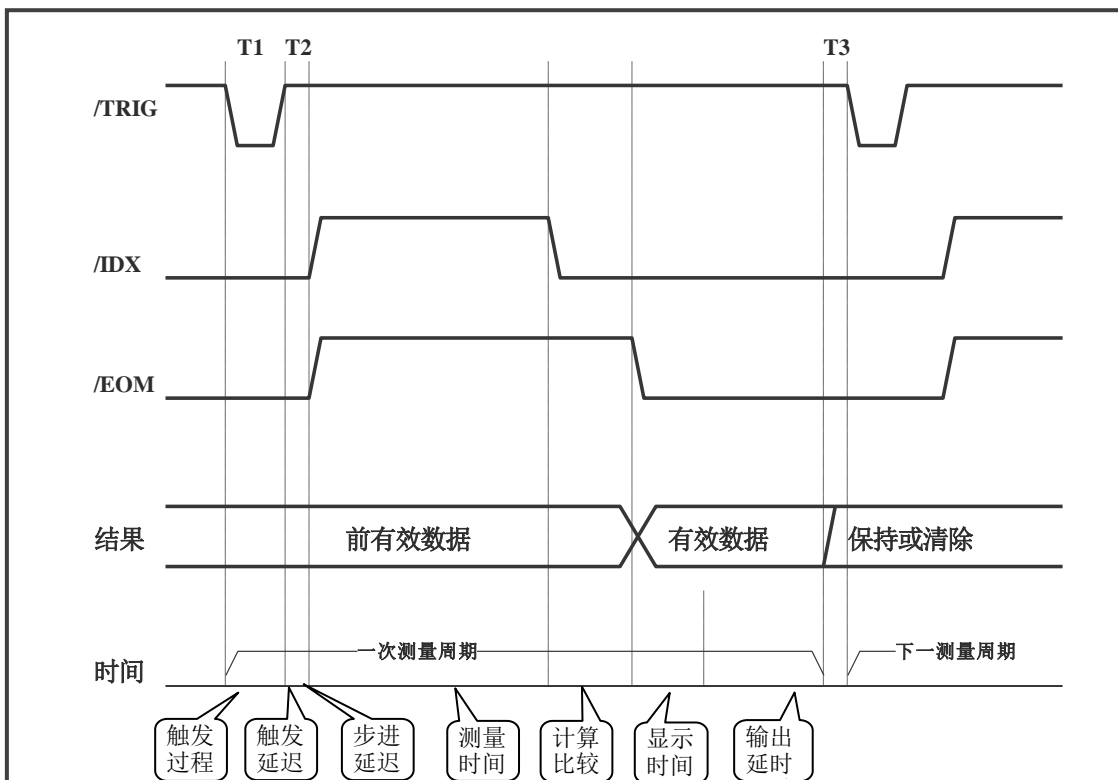 T1 T2 T3
/TRIG
/IDX
/EOM
结果 前有效数据 有效数据 保持或清除
时间 一次测量周期 下一测量周期
触发过程 触发延迟 步进延迟 测量时间 计算比较 显示时间 输出延时